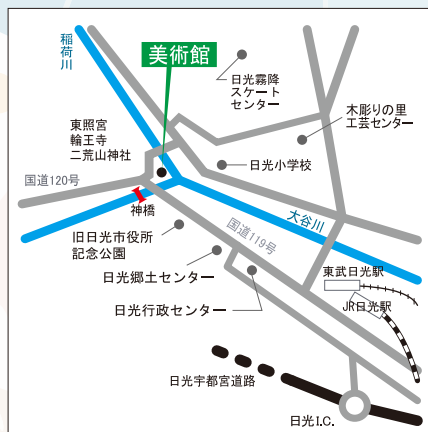 稲荷川
美術館
日光霧降
スケート
センター
木彫りの里
工芸センター
東照宮
輪王寺
二荒山神社
日光小学校
国道120号
神橋
大谷川
国道119号
旧日光市役所
記念公園
日光郷土センター
東武日光駅
JR日光駅
日光行政センター
日光宇都宮道路
日光I.C.